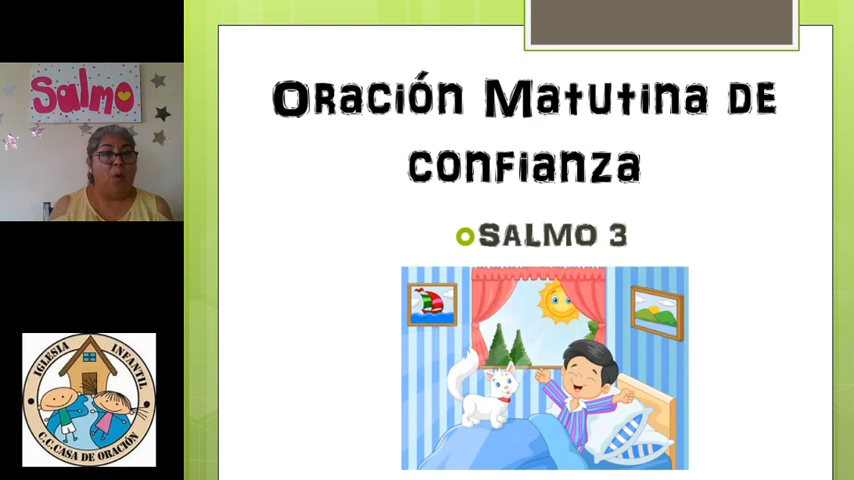 Salmo
ORACIÓN MATUTINA DE
CONFIANZA
SALMO 3
IGLESIA INFANTIL
C.C.CASA DE ORACIÓN